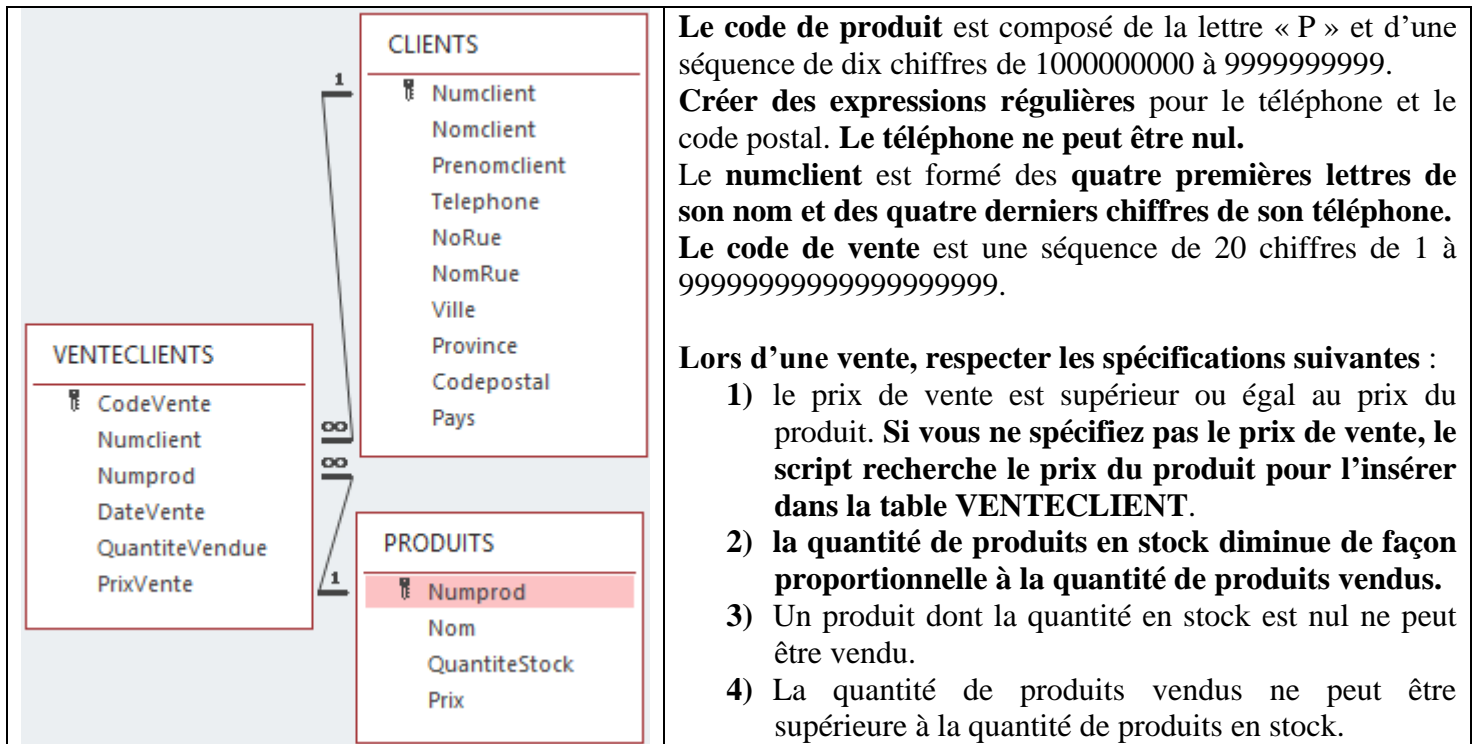 CLIENTS
1
Numclient
Nomclient
Prenomclient
Telephone
NoRue
NomRue
Ville
Province
Codepostal
Pays
VENTECLIENTS
CodeVente
Numclient
Numprod
DateVente
QuantiteVendue
PrixVente
∞
∞
1
PRODUITS
Numprod
Nom
QuantiteStock
Prix
Le code de produit est composé de la lettre « P » et d’une
séquence de dix chiffres de 1000000000 à 9999999999.
Créer des expressions régulières pour le téléphone et le
code postal. Le téléphone ne peut être nul.
Le numclient est formé des quatre premières lettres de
son nom et des quatre derniers chiffres de son téléphone.
Le code de vente est une séquence de 20 chiffres de 1 à
99999999999999999999.
Lors d’une vente, respecter les spécifications suivantes :
1) le prix de vente est supérieur ou égal au prix du
produit. Si vous ne spécifiez pas le prix de vente, le
script recherche le prix du produit pour l’insérer
dans la table VENTECLIENT.
2) la quantité de produits en stock diminue de façon
proportionnelle à la quantité de produits vendus.
3) Un produit dont la quantité en stock est nul ne peut
être vendu.
4) La quantité de produits vendus ne peut être
supérieure à la quantité de produits en stock.